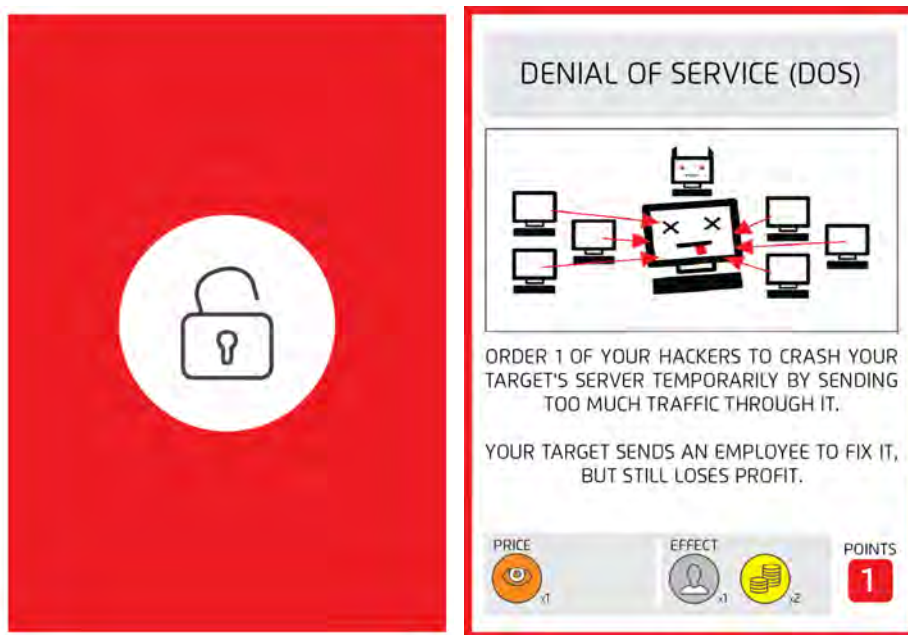 DENIAL OF SERVICE (DOS)
ORDER 1 OF YOUR HACKERS TO CRASH YOUR
TARGET'S SERVER TEMPORARILY BY SENDING
TOO MUCH TRAFFIC THROUGH IT.
YOUR TARGET SENDS AN EMPLOYEE TO FIX IT,
BUT STILL LOSES PROFIT.
PRICE EFFECT POINTS
x1 x1 x2 1